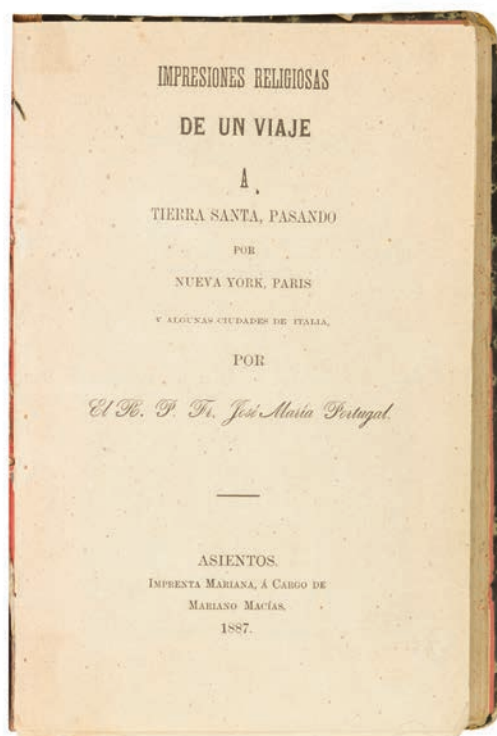 IMPRESIONES RELIGIOSAS
DE UN VIAJE
A
TIERRA SANTA, PASANDO
POR
NUEVA YORK, PARIS
Y ALGUNAS CIUDADES DE ITALIA,
POR
El R. P. Fr. José María Portugal.
ASIENTOS.
IMPRENTA MARIANA, Á CARGO DE
MARIANO MACÍAS.
1887.